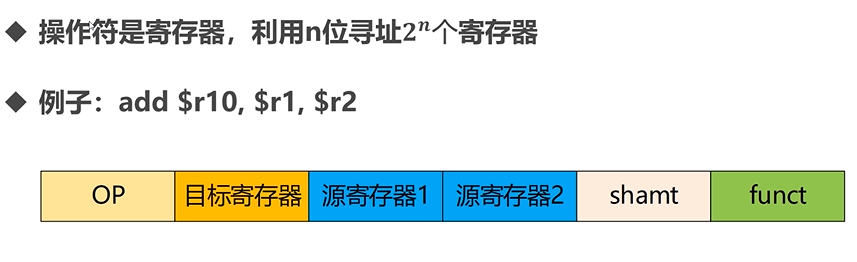 ◆ 操作符是寄存器，利用n位寻址2ⁿ个寄存器
◆ 例子：add $r10, $r1, $r2
OP 目标寄存器 源寄存器1 源寄存器2 shamt funct